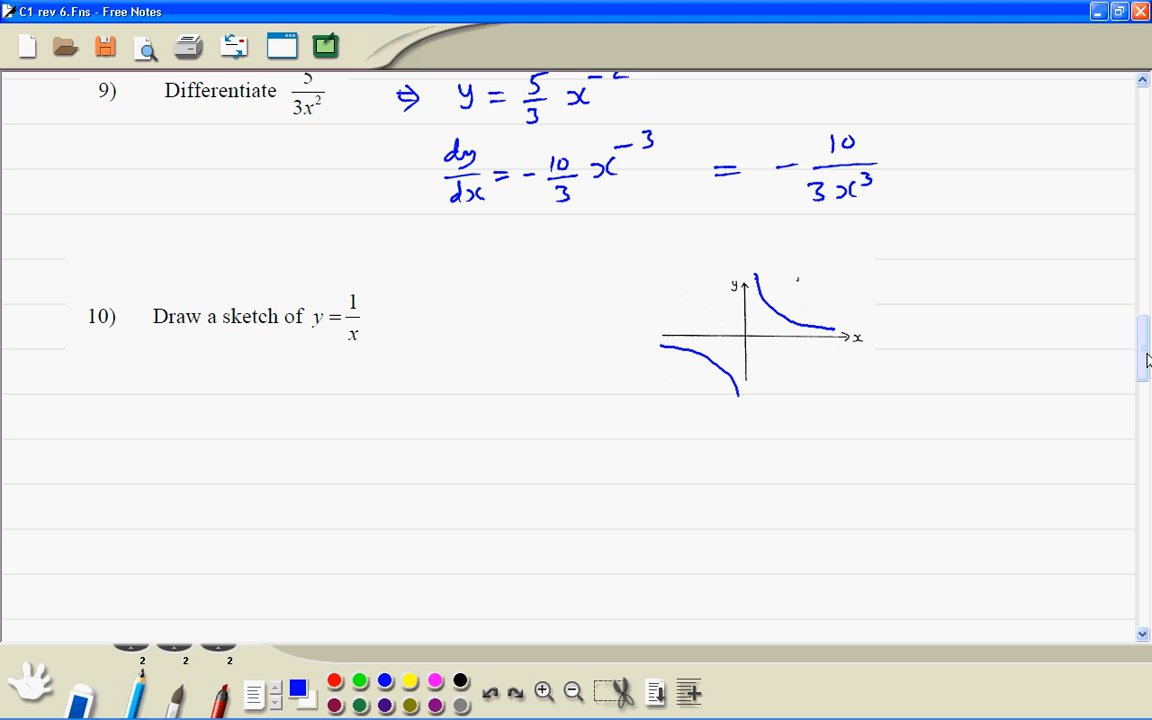 C1 rev 6.Fns - Free Notes
9) Differentiate 5/(3x²) ⇒ y = 5/3 x⁻²
dy/dx = - 10/3 x⁻³ = - 10/(3x³)
y
10) Draw a sketch of y = 1/x
x
2 2 2